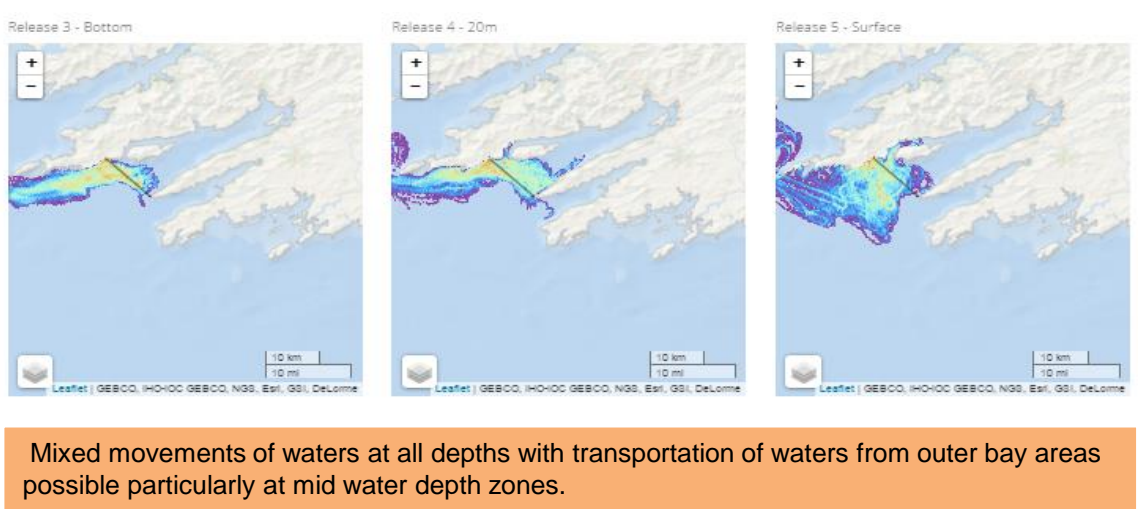 Release 3 - Bottom
Release 4 - 20m
Release 5 - Surface
+
−
+
−
+
−
10 km
10 mi
10 km
10 mi
10 km
10 mi
Leaflet | GEBCO, IHO-IOC GEBCO, NGS, Esri, GSI, DeLorme
Leaflet | GEBCO, IHO-IOC GEBCO, NGS, Esri, GSI, DeLorme
Leaflet | GEBCO, IHO-IOC GEBCO, NGS, Esri, GSI, DeLorme
Mixed movements of waters at all depths with transportation of waters from outer bay areas
possible particularly at mid water depth zones.